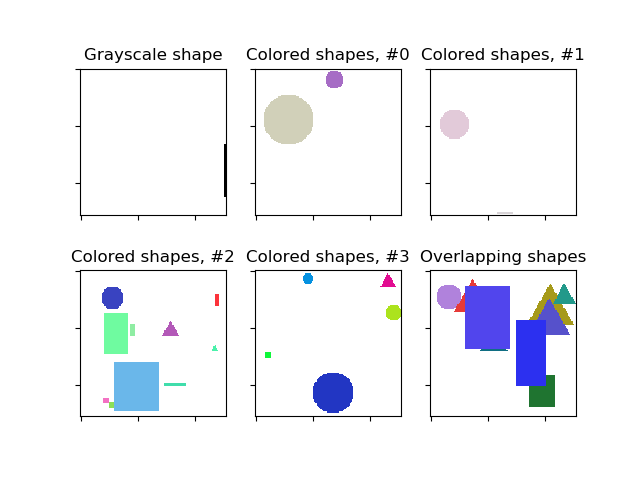 Grayscale shape
Colored shapes, #0
Colored shapes, #1
Colored shapes, #2
Colored shapes, #3
Overlapping shapes